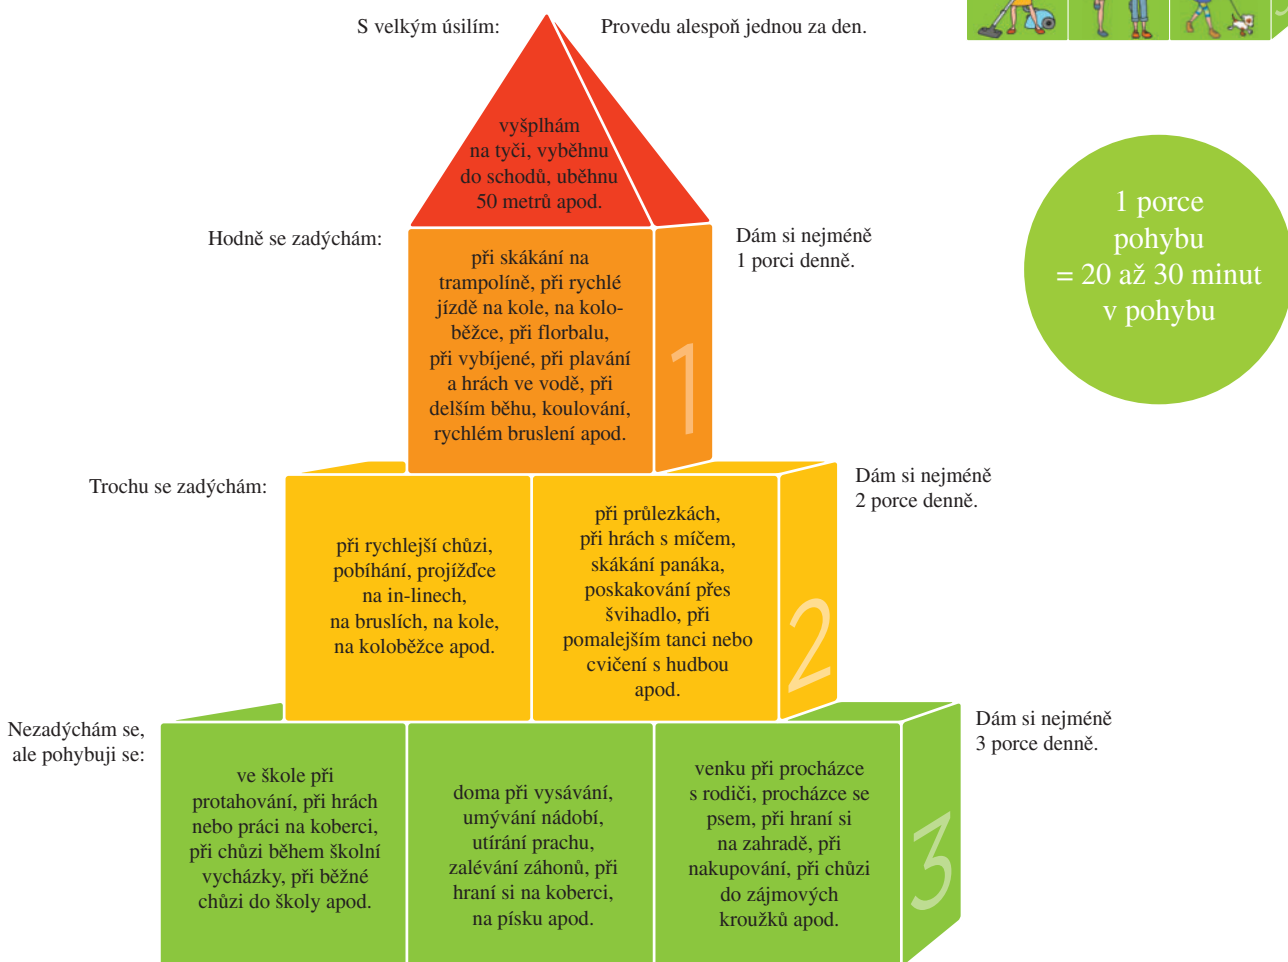 S velkým úsilím:
Provedu alespoň jednou za den.
vyšplhám
na tyči, vyběhnu
do schodů, uběhnu
50 metrů apod.
1 porce
pohybu
= 20 až 30 minut
v pohybu
Hodně se zadýchám:
při skákání na
trampolíně, při rychlé
jízdě na kole, na kolo-
běžce, při florbalu,
při vybíjené, při plavání
a hrách ve vodě, při
delším běhu, koulování,
rychlém bruslení apod.
1
Dám si nejméně
1 porci denně.
Trochu se zadýchám:
při rychlejší chůzi,
pobíhání, projížďce
na in-linech,
na bruslích, na kole,
na koloběžce apod.
při průlezkách,
při hrách s míčem,
skákání panáka,
poskakování přes
švihadlo, při
pomalejším tanci nebo
cvičení s hudbou
apod.
2
Dám si nejméně
2 porce denně.
Nezadýchám se,
ale pohybuji se:
ve škole při
protahování, při hrách
nebo práci na koberci,
při chůzi během školní
vycházky, při běžné
chůzi do školy apod.
doma při vysávání,
umývání nádobí,
utírání prachu,
zalévání záhonů, při
hraní si na koberci,
na písku apod.
venku při procházce
s rodiči, procházce se
psem, při hraní si
na zahradě, při
nakupování, při chůzi
do zájmových
kroužků apod.
3
Dám si nejméně
3 porce denně.